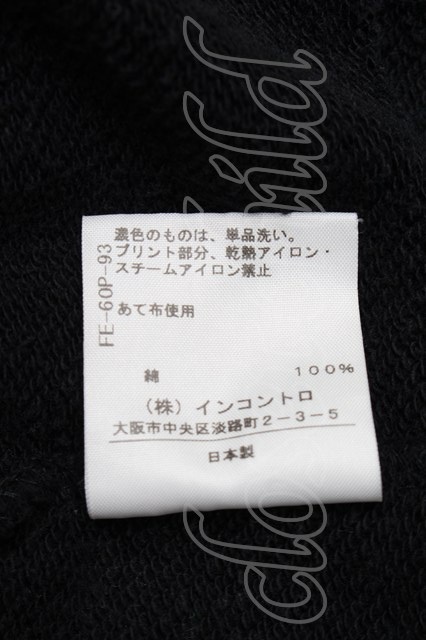 濃色のものは、単品洗い。
プリント部分、乾熱アイロン・
スチームアイロン禁止
あて布使用
FE-60P-93
綿 100%
(株)インコントロ
大阪市中央区淡路町2-3-5
日本製
closet child